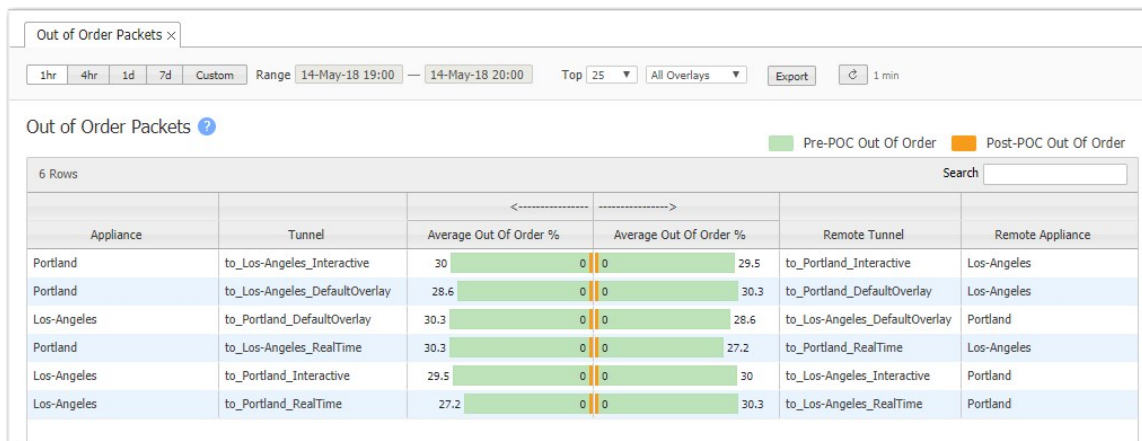 Out of Order Packets ×
1hr 4hr 1d 7d Custom Range 14-May-18 19:00 — 14-May-18 20:00 Top 25 ▼ All Overlays ▼ Export 1 min
Out of Order Packets ?
Pre-POC Out Of Order Post-POC Out Of Order
6 Rows Search
<---------------- ---------------->
Appliance Tunnel Average Out Of Order % Average Out Of Order % Remote Tunnel Remote Appliance
Portland to_Los-Angeles_Interactive 30 0 0 29.5 to_Portland_Interactive Los-Angeles
Portland to_Los-Angeles_DefaultOverlay 28.6 0 0 30.3 to_Portland_DefaultOverlay Los-Angeles
Los-Angeles to_Portland_DefaultOverlay 30.3 0 0 28.6 to_Los-Angeles_DefaultOverlay Portland
Portland to_Los-Angeles_RealTime 30.3 0 0 27.2 to_Portland_RealTime Los-Angeles
Los-Angeles to_Portland_Interactive 29.5 0 0 30 to_Los-Angeles_Interactive Portland
Los-Angeles to_Portland_RealTime 27.2 0 0 30.3 to_Los-Angeles_RealTime Portland